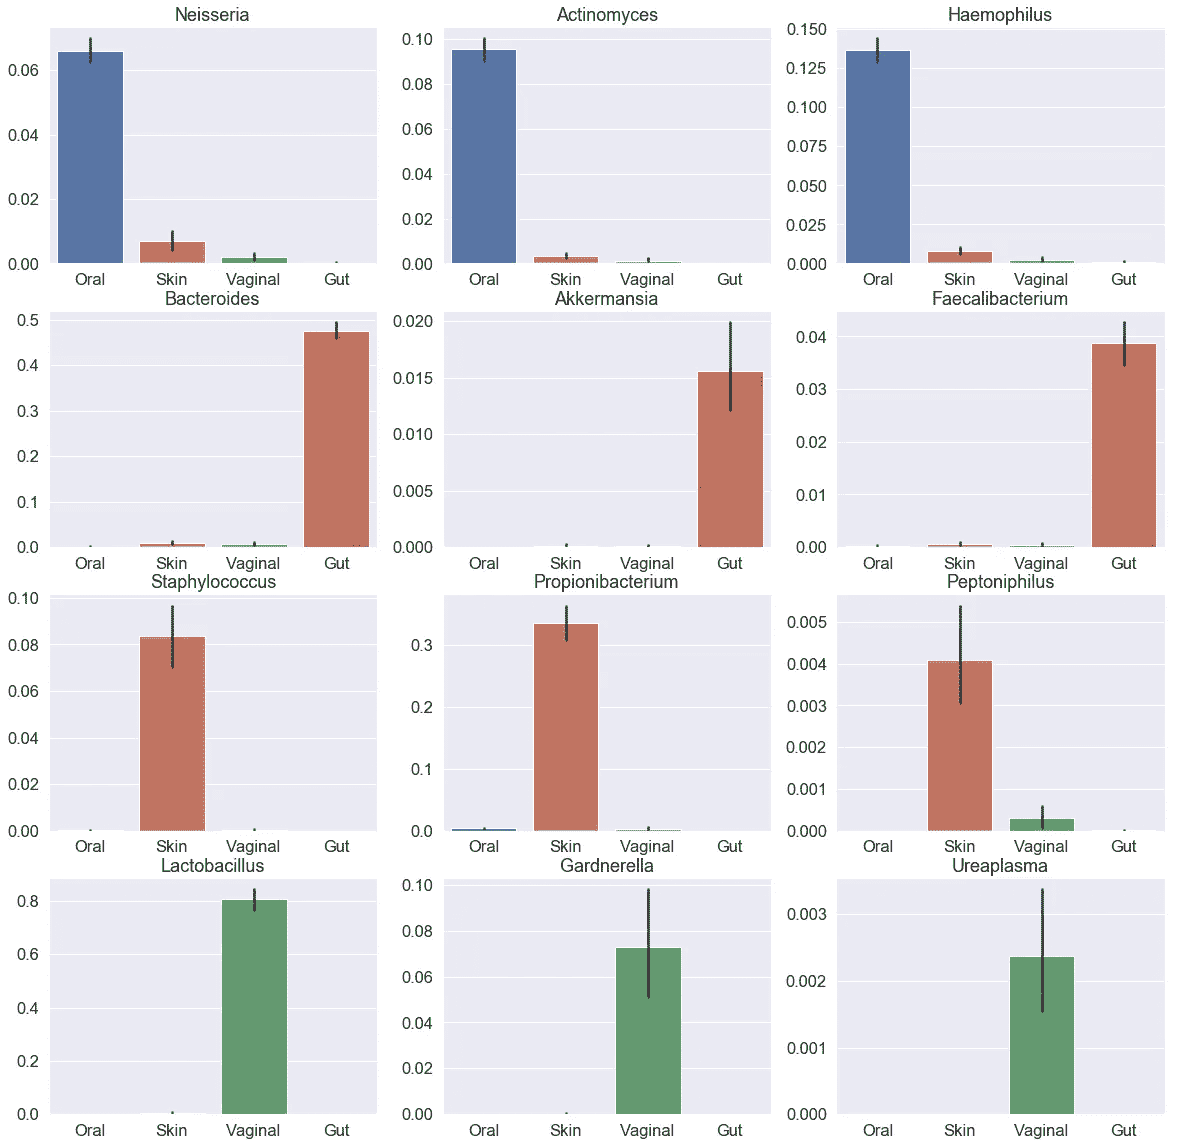 Neisseria Actinomyces Haemophilus
0.06 0.04 0.02 0.00
0.10 0.08 0.06 0.04 0.02 0.00
0.150 0.125 0.100 0.075 0.050 0.025 0.000
Oral Skin Vaginal Gut Oral Skin Vaginal Gut Oral Skin Vaginal Gut
Bacteroides Akkermansia Faecalibacterium
0.5 0.4 0.3 0.2 0.1 0.0
0.020 0.015 0.010 0.005 0.000
0.04 0.03 0.02 0.01 0.00
Oral Skin Vaginal Gut Oral Skin Vaginal Gut Oral Skin Vaginal Gut
Staphylococcus Propionibacterium Peptoniphilus
0.10 0.08 0.06 0.04 0.02 0.00
0.3 0.2 0.1 0.0
0.005 0.004 0.003 0.002 0.001 0.000
Oral Skin Vaginal Gut Oral Skin Vaginal Gut Oral Skin Vaginal Gut
Lactobacillus Gardnerella Ureaplasma
0.8 0.6 0.4 0.2 0.0
0.10 0.08 0.06 0.04 0.02 0.00
0.003 0.002 0.001 0.000
Oral Skin Vaginal Gut Oral Skin Vaginal Gut Oral Skin Vaginal Gut